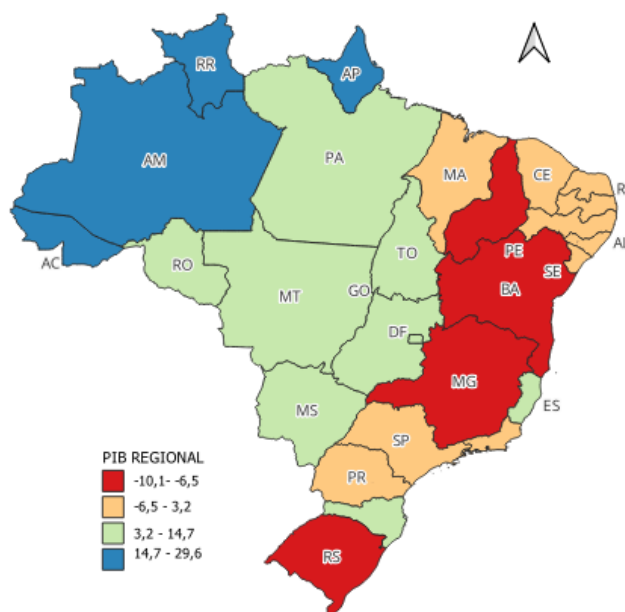 RR
AP
AM
PA
MA
CE
R
AC
RO
TO
PE
SE
Al
MT
GO
BA
DF
MG
MS
ES
SP
PR
RS
PIB REGIONAL
-10,1- -6,5
-6,5 - 3,2
3,2 - 14,7
14,7 - 29,6